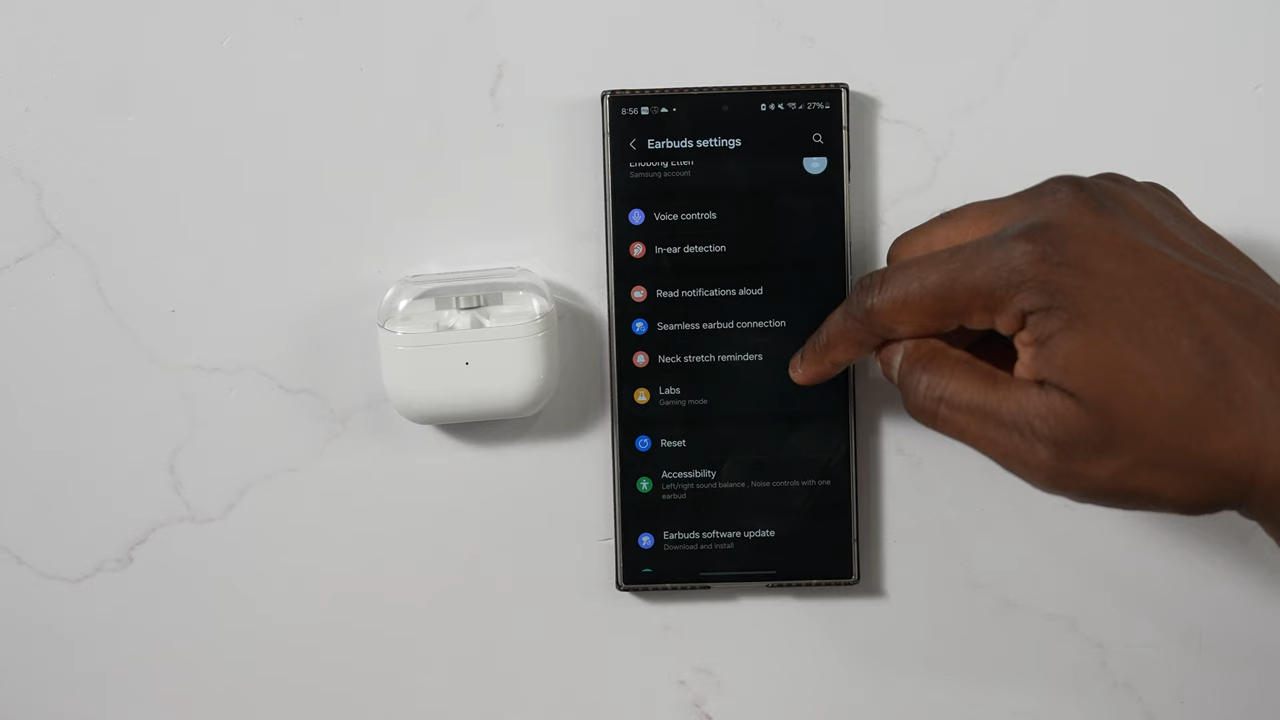 8:56
27%
Earbuds settings
Samsung account
Voice controls
In-ear detection
Read notifications aloud
Seamless earbud connection
Neck stretch reminders
Labs
Gaming mode
Reset
Accessibility
Left/right sound balance , Noise controls with one
earbud
Earbuds software update
Download and install